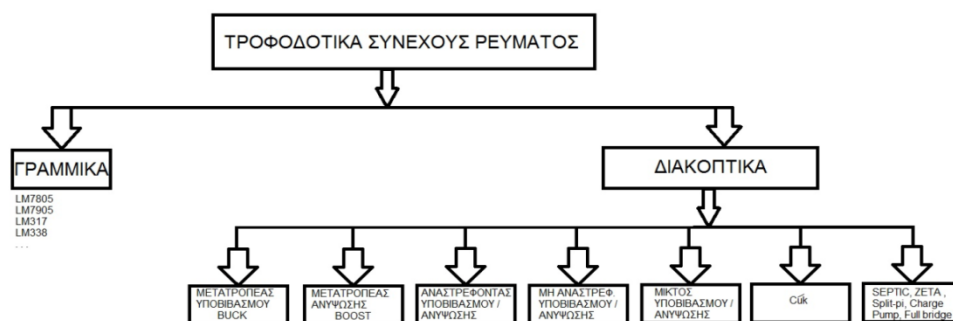 ΤΡΟΦΟΔΟΤΙΚΑ ΣΥΝΕΧΟΥΣ ΡΕΥΜΑΤΟΣ
ΓΡΑΜΜΙΚΑ
LM7805
LM7905
LM317
LM338
...
ΔΙΑΚΟΠΤΙΚΑ
ΜΕΤΑΤΡΟΠΕΑΣ
ΥΠΟΒΙΒΑΣΜΟΥ
BUCK
ΜΕΤΑΤΡΟΠΕΑΣ
ΑΝΥΨΩΣΗΣ
BOOST
ΑΝΑΣΤΡΕΦΟΝΤΑΣ
ΥΠΟΒΙΒΑΣΜΟΥ /
ΑΝΥΨΩΣΗΣ
ΜΗ ΑΝΑΣΤΡΕΦ.
ΥΠΟΒΙΒΑΣΜΟΥ /
ΑΝΥΨΩΣΗΣ
ΜΙΚΤΟΣ
ΥΠΟΒΙΒΑΣΜΟΥ /
ΑΝΥΨΩΣΗΣ
Cűk
SEPTIC, ZETA ,
Split-pi, Charge
Pump, Full bridge